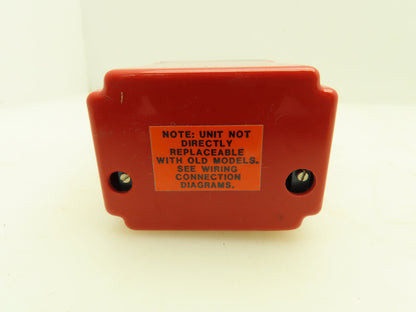 NOTE: UNIT NOT
DIRECTLY
REPLACEABLE
WITH OLD MODELS.
SEE WIRING
CONNECTION
DIAGRAMS.